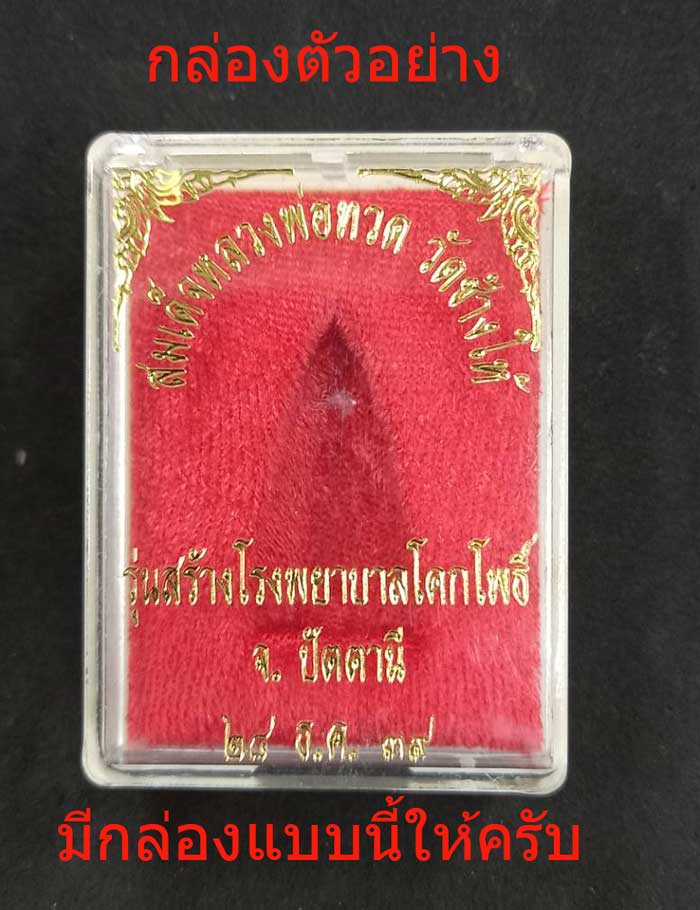 กล่องตัวอย่าง
สมเด็จหลวงพ่อทวด วัดช้างให้
รุ่นสร้างโรงพยาบาลโคกโพธิ์
จ. ปัตตานี
๒๘ ธ.ค. ๓๙
มีกล่องแบบนี้ให้ครับ